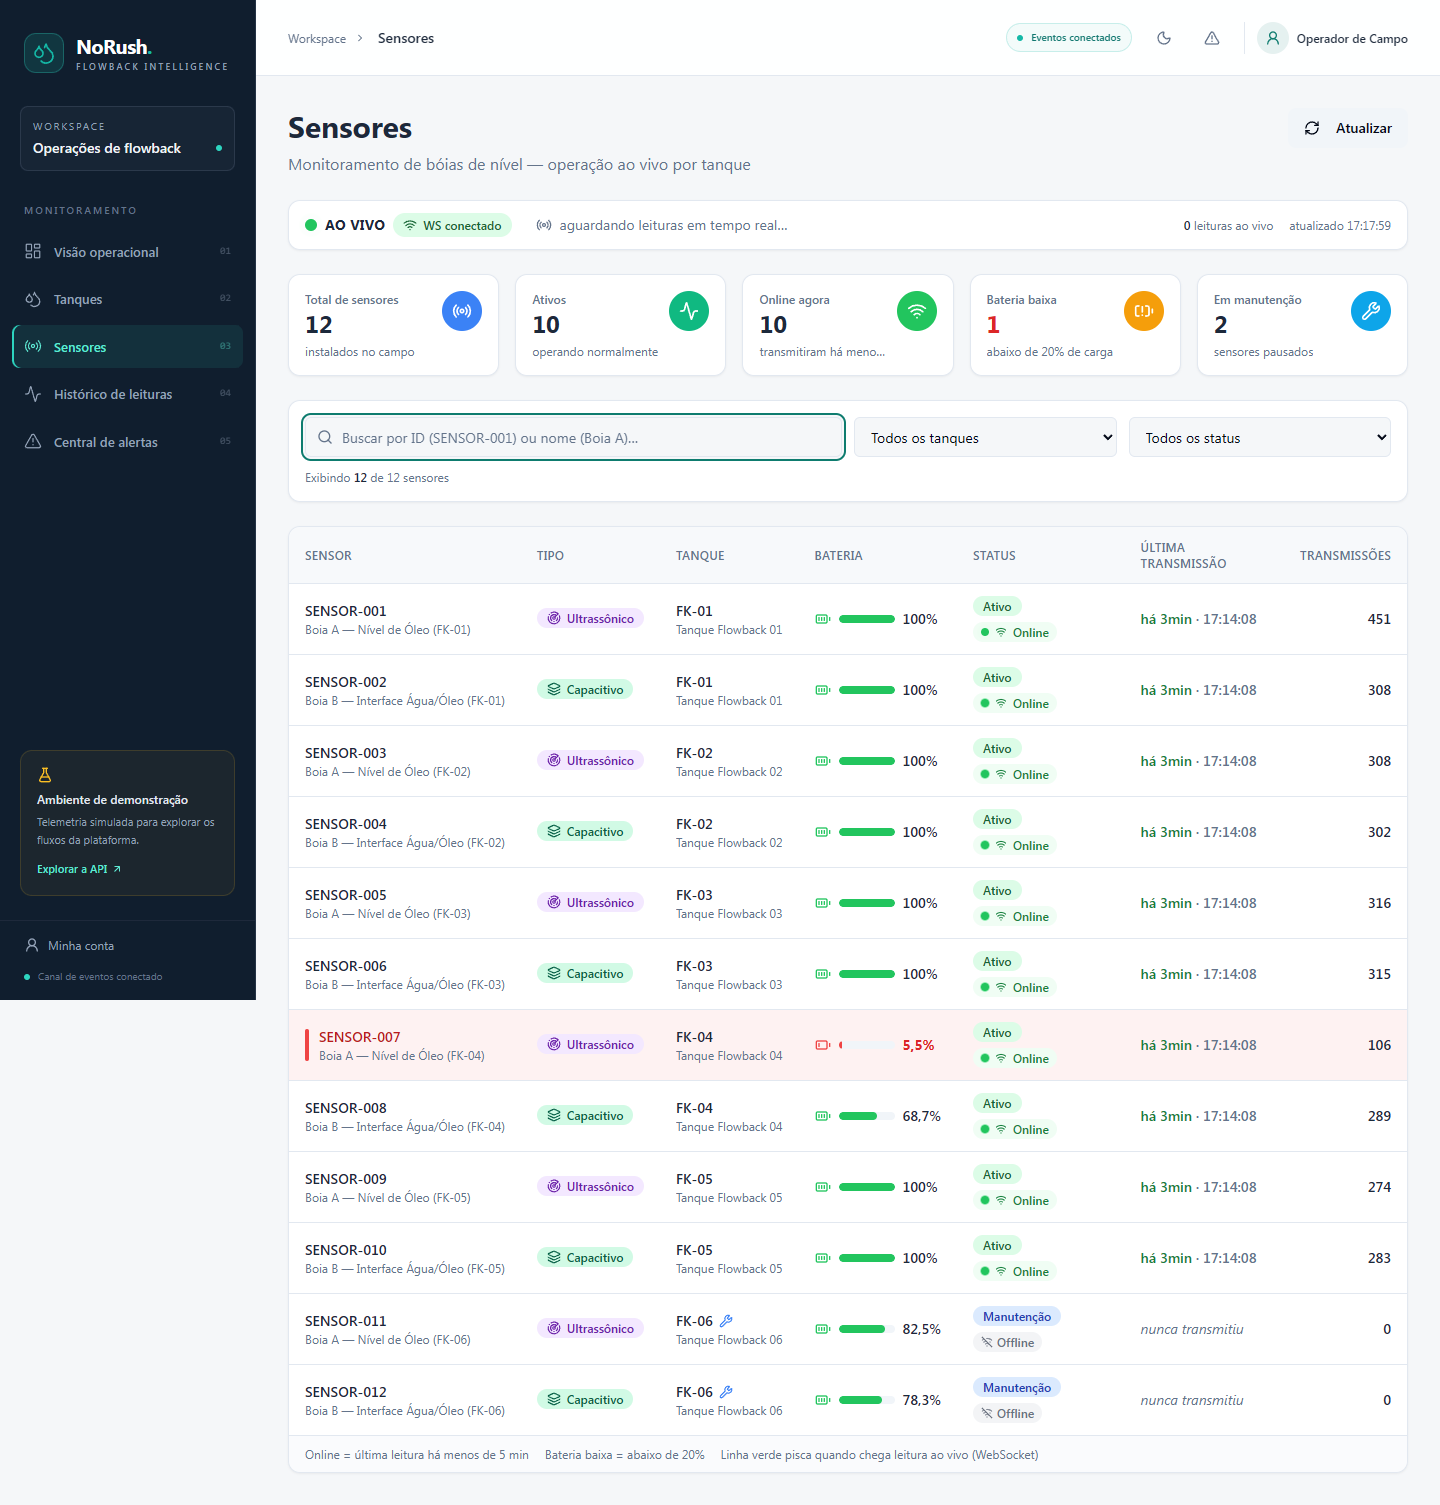 NoRush.
FLOWBACK INTELLIGENCE
WORKSPACE
Operações de flowback
MONITORAMENTO
Visão operacional 01
Tanques 02
Sensores 03
Histórico de leituras 04
Central de alertas 05
Ambiente de demonstração
Telemetria simulada para explorar os
fluxos da plataforma.
Explorar a API
Minha conta
Canal de eventos conectado
Workspace > Sensores
Eventos conectados
Operador de Campo
Sensores
Atualizar
Monitoramento de bóias de nível — operação ao vivo por tanque
AO VIVO WS conectado aguardando leituras em tempo real... 0 leituras ao vivo atualizado 17:17:59
Total de sensores
12
instalados no campo
Ativos
10
operando normalmente
Online agora
10
transmitiram há meno...
Bateria baixa
1
abaixo de 20% de carga
Em manutenção
2
sensores pausados
Buscar por ID (SENSOR-001) ou nome (Boia A)... Todos os tanques Todos os status
Exibindo 12 de 12 sensores
SENSOR TIPO TANQUE BATERIA STATUS ÚLTIMA TRANSMISSÃO TRANSMISSÕES
SENSOR-001 Ultrassônico FK-01 100% Ativo há 3min · 17:14:08 451
Boia A — Nível de Óleo (FK-01) Tanque Flowback 01 Online
SENSOR-002 Capacitivo FK-01 100% Ativo há 3min · 17:14:08 308
Boia B — Interface Água/Óleo (FK-01) Tanque Flowback 01 Online
SENSOR-003 Ultrassônico FK-02 100% Ativo há 3min · 17:14:08 308
Boia A — Nível de Óleo (FK-02) Tanque Flowback 02 Online
SENSOR-004 Capacitivo FK-02 100% Ativo há 3min · 17:14:08 302
Boia B — Interface Água/Óleo (FK-02) Tanque Flowback 02 Online
SENSOR-005 Ultrassônico FK-03 100% Ativo há 3min · 17:14:08 316
Boia A — Nível de Óleo (FK-03) Tanque Flowback 03 Online
SENSOR-006 Capacitivo FK-03 100% Ativo há 3min · 17:14:08 315
Boia B — Interface Água/Óleo (FK-03) Tanque Flowback 03 Online
SENSOR-007 Ultrassônico FK-04 5,5% Ativo há 3min · 17:14:08 106
Boia A — Nível de Óleo (FK-04) Tanque Flowback 04 Online
SENSOR-008 Capacitivo FK-04 68,7% Ativo há 3min · 17:14:08 289
Boia B — Interface Água/Óleo (FK-04) Tanque Flowback 04 Online
SENSOR-009 Ultrassônico FK-05 100% Ativo há 3min · 17:14:08 274
Boia A — Nível de Óleo (FK-05) Tanque Flowback 05 Online
SENSOR-010 Capacitivo FK-05 100% Ativo há 3min · 17:14:08 283
Boia B — Interface Água/Óleo (FK-05) Tanque Flowback 05 Online
SENSOR-011 Ultrassônico FK-06 82,5% Manutenção nunca transmitiu 0
Boia A — Nível de Óleo (FK-06) Tanque Flowback 06 Offline
SENSOR-012 Capacitivo FK-06 78,3% Manutenção nunca transmitiu 0
Boia B — Interface Água/Óleo (FK-06) Tanque Flowback 06 Offline
Online = última leitura há menos de 5 min Bateria baixa = abaixo de 20% Linha verde pisca quando chega leitura ao vivo (WebSocket)